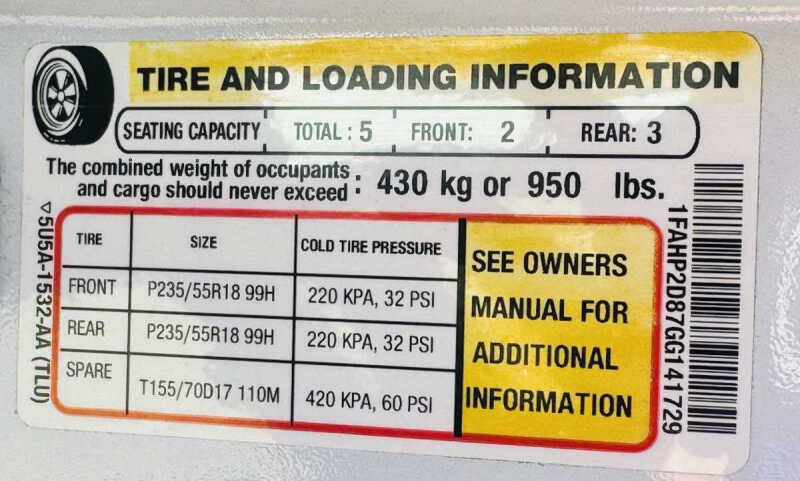 TIRE AND LOADING INFORMATION
SEATING CAPACITY TOTAL : 5 FRONT: 2 REAR: 3
The combined weight of occupants
and cargo should never exceed : 430 kg or 950 lbs.
TIRE SIZE COLD TIRE PRESSURE
FRONT P235/55R18 99H 220 KPA, 32 PSI
REAR P235/55R18 99H 220 KPA, 32 PSI
SPARE T155/70D17 110M 420 KPA, 60 PSI
SEE OWNERS
MANUAL FOR
ADDITIONAL
INFORMATION
▽5U5A-1532-AA (TLU)
1FAHP2D87GG141729